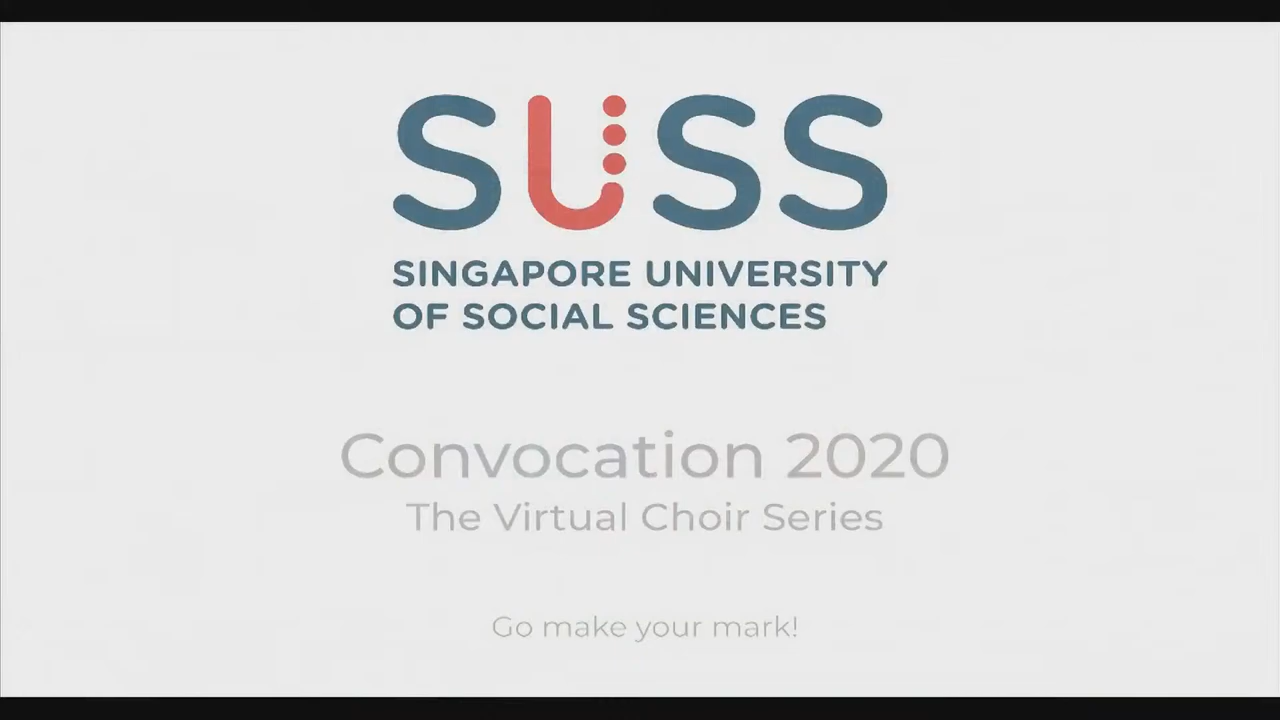 SUSS
SINGAPORE UNIVERSITY
OF SOCIAL SCIENCES
Convocation 2020
The Virtual Choir Series
Go make your mark!